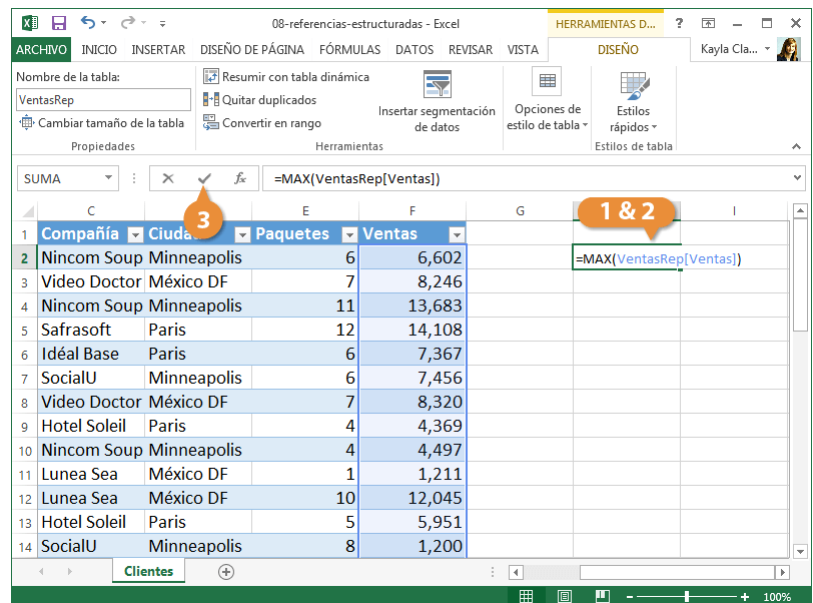 08-referencias-estructuradas - Excel
HERRAMIENTAS D...
?
ARCHIVO INICIO INSERTAR DISEÑO DE PÁGINA FÓRMULAS DATOS REVISAR VISTA DISEÑO Kayla Cla...
Nombre de la tabla:
VentasRep
Cambiar tamaño de la tabla
Propiedades
Resumir con tabla dinámica
Quitar duplicados
Convertir en rango
Insertar segmentación
de datos
Herramientas
Opciones de
estilo de tabla
Estilos
rápidos
Estilos de tabla
SUMA fx =MAX(VentasRep[Ventas])
3
1 & 2
C E F G I
1 Compañía Ciuda Paquetes Ventas
2 Nincom Soup Minneapolis 6 6,602 =MAX(VentasRep[Ventas])
3 Video Doctor México DF 7 8,246
4 Nincom Soup Minneapolis 11 13,683
5 Safrasoft Paris 12 14,108
6 Idéal Base Paris 6 7,367
7 SocialU Minneapolis 6 7,456
8 Video Doctor México DF 7 8,320
9 Hotel Soleil Paris 4 4,369
10 Nincom Soup Minneapolis 4 4,497
11 Lunea Sea México DF 1 1,211
12 Lunea Sea México DF 10 12,045
13 Hotel Soleil Paris 5 5,951
14 SocialU Minneapolis 8 1,200
Clientes
100%